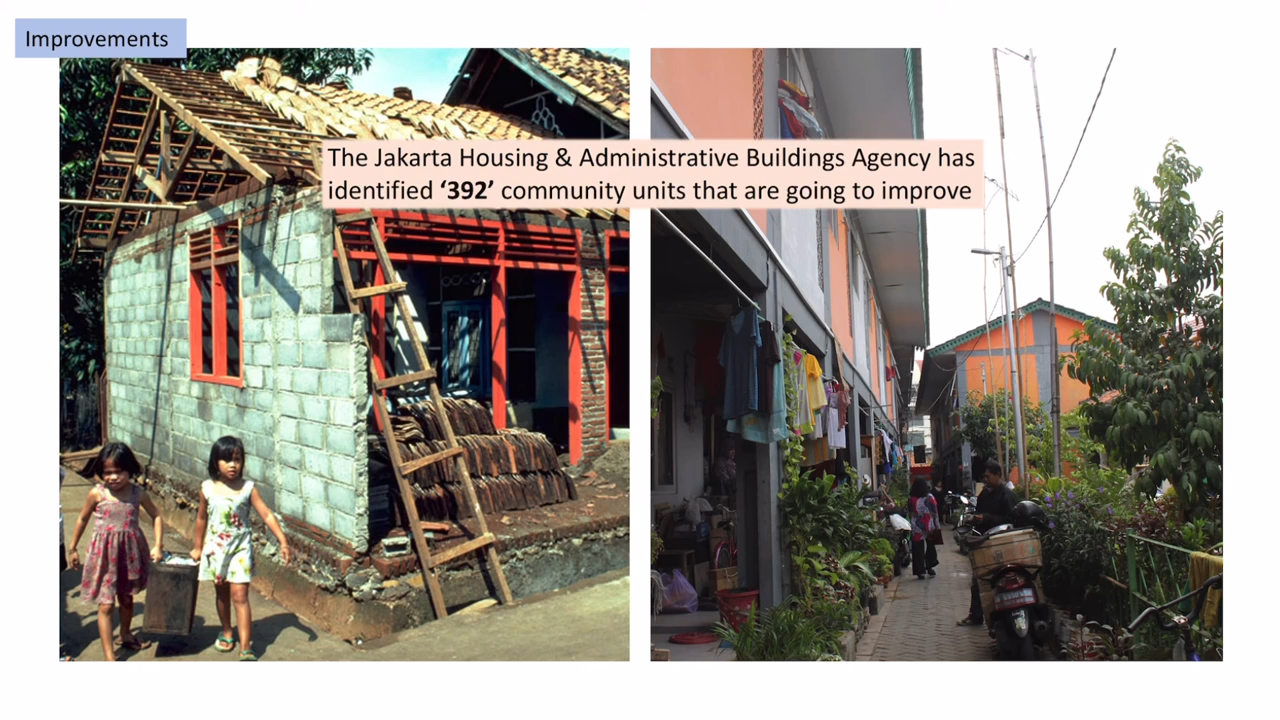 Improvements
The Jakarta Housing & Administrative Buildings Agency has
identified ‘392’ community units that are going to improve